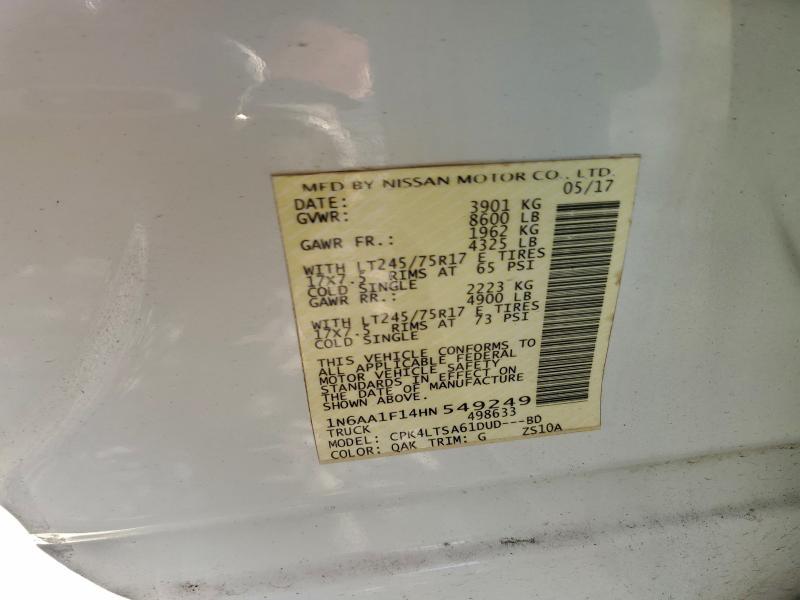 MFD BY NISSAN MOTOR CO., LTD.
DATE: 05/17
GVWR: 3901 KG
8600 LB
GAWR FR.: 1962 KG
4325 LB
WITH LT245/75R17 E TIRES
17X7.5 RIMS AT 65 PSI
COLD SINGLE
GAWR RR.: 2223 KG
4900 LB
WITH LT245/75R17 E TIRES
17X7.5 RIMS AT 73 PSI
COLD SINGLE
THIS VEHICLE CONFORMS TO
ALL APPLICABLE FEDERAL
MOTOR VEHICLE SAFETY
STANDARDS IN EFFECT ON
THE DATE OF MANUFACTURE
SHOWN ABOVE.
1N6AA1F14HN549249
TRUCK 498633
MODEL: CPK4LTSA61DUD---BD
COLOR: QAK TRIM: G ZS10A